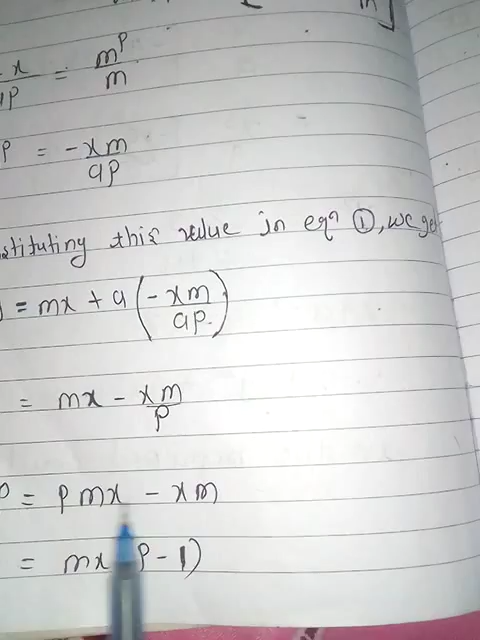 m]
x/ap = m^p/m
p = -xm/ap
stituting this value in eqn ①, we get
= mx + a(-xm/ap.)
= mx - xm/p
= pmx - xm
= mx p - 1)